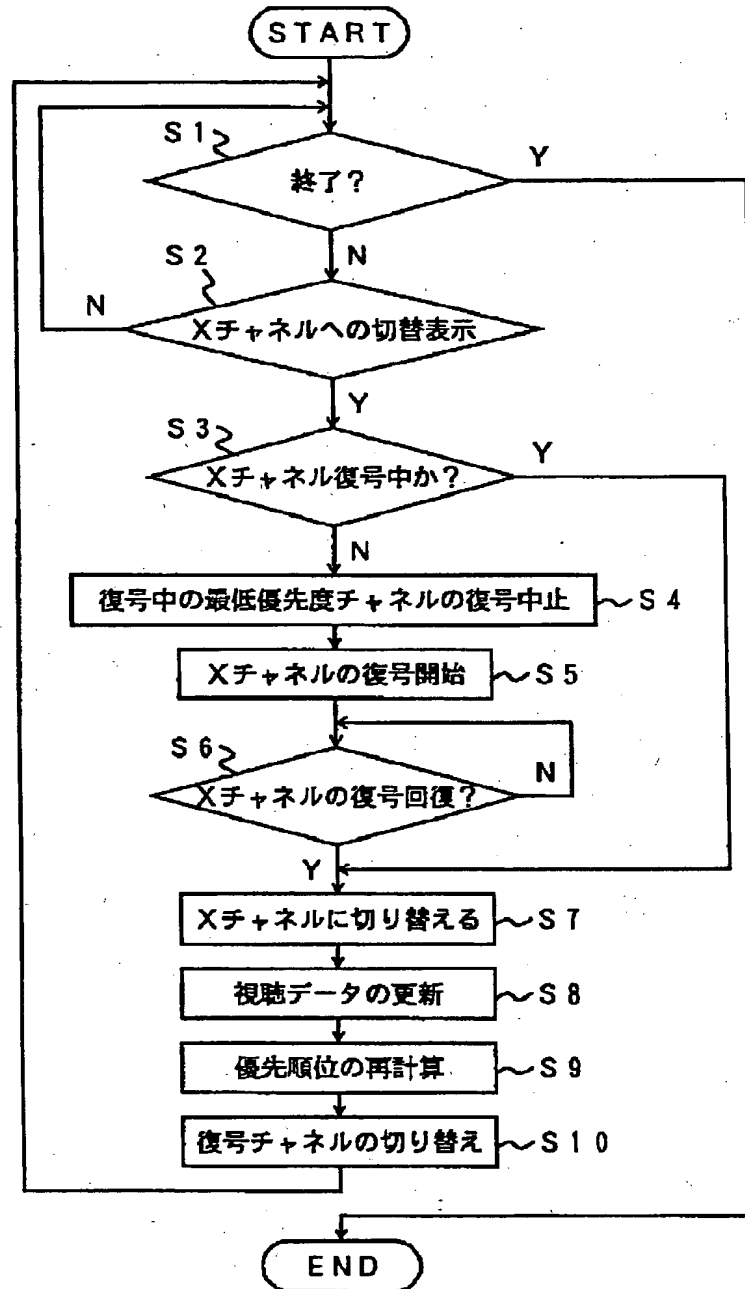 START
S1
終了?
Y
N
S2
Xチャネルへの切替表示
N
Y
S3
Xチャネル復号中か?
Y
N
復号中の最低優先度チャネルの復号中止
S4
Xチャネルの復号開始
S5
S6
Xチャネルの復号回復?
N
Y
Xチャネルに切り替える
S7
視聴データの更新
S8
優先順位の再計算
S9
復号チャネルの切り替え
S10
END